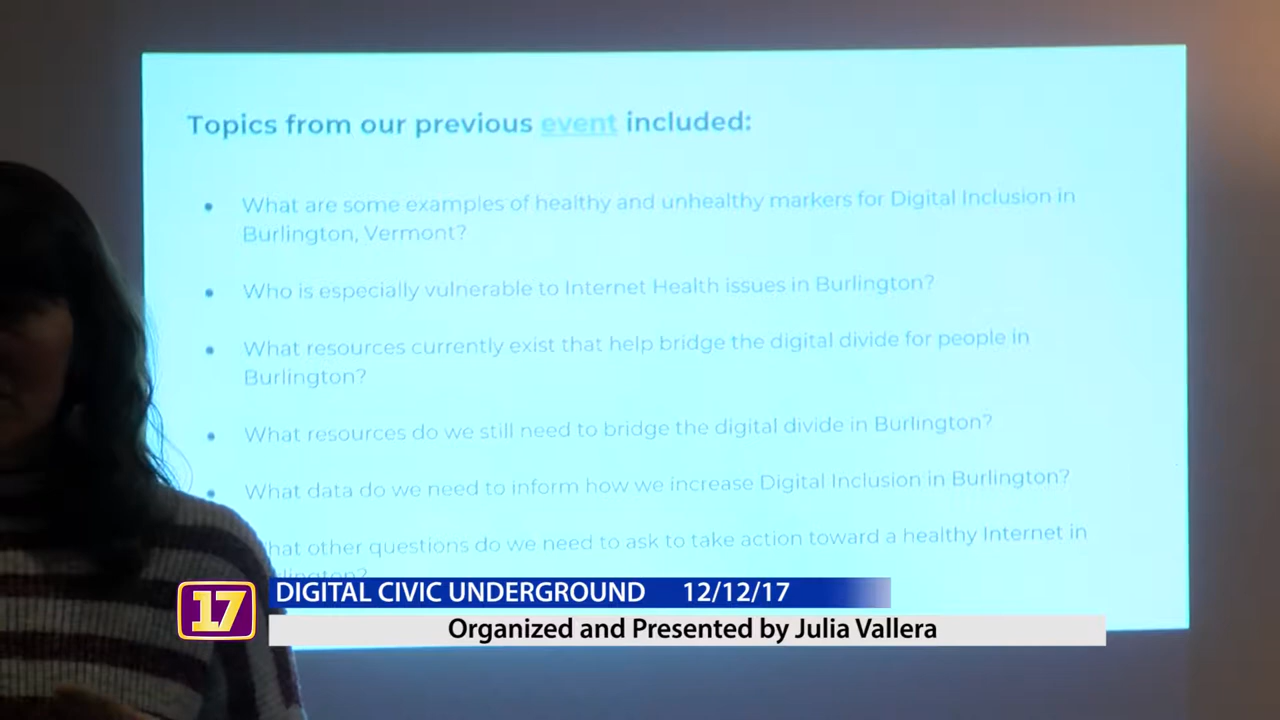 Topics from our previous event included:
• What are some examples of healthy and unhealthy markers for Digital Inclusion in
Burlington, Vermont?
• Who is especially vulnerable to Internet Health issues in Burlington?
• What resources currently exist that help bridge the digital divide for people in
Burlington?
• What resources do we still need to bridge the digital divide in Burlington?
• What data do we need to inform how we increase Digital Inclusion in Burlington?
hat other questions do we need to ask to take action toward a healthy Internet in
lington?
17
DIGITAL CIVIC UNDERGROUND 12/12/17
Organized and Presented by Julia Vallera